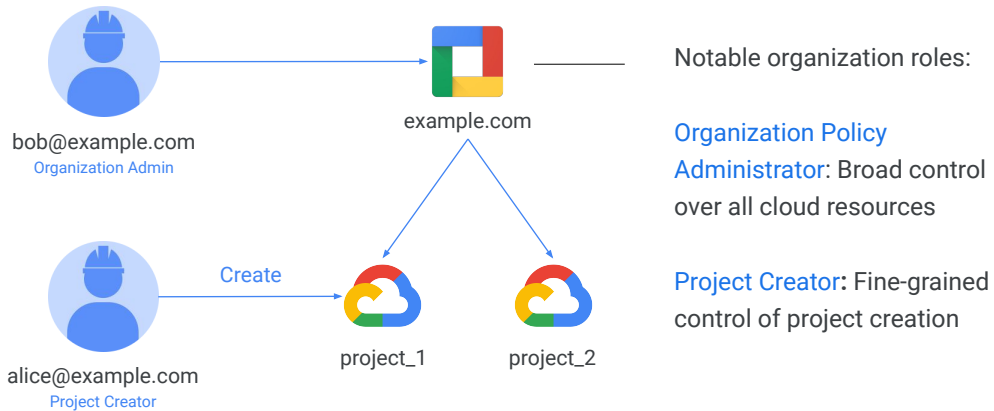 bob@example.com
Organization Admin
example.com
Create
alice@example.com
Project Creator
project_1
project_2
Notable organization roles:
Organization Policy
Administrator: Broad control
over all cloud resources
Project Creator: Fine-grained
control of project creation